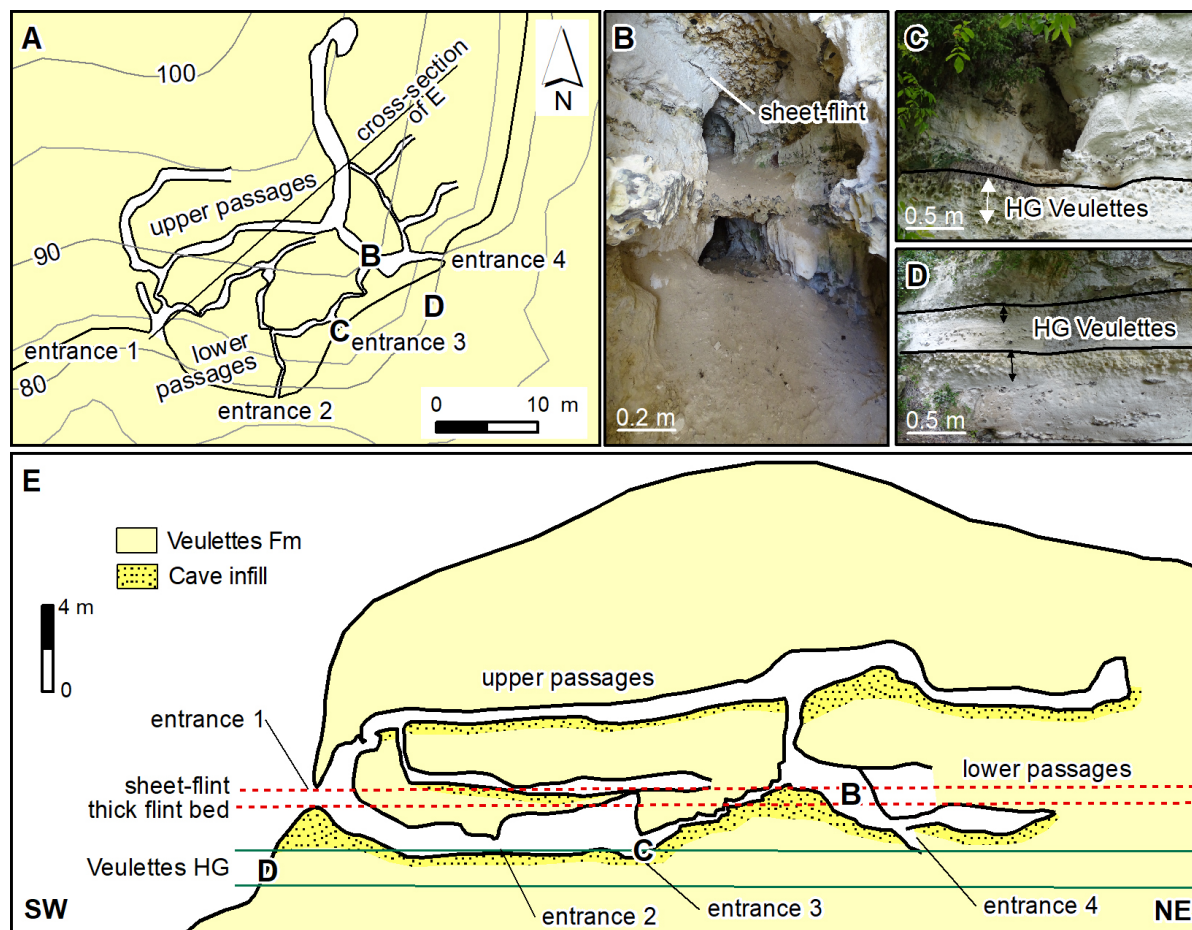 A
100
cross-section
of E
N
upper passages
90
B
entrance 4
D
C
entrance 3
entrance 1
lower
passages
80
entrance 2
0 10 m
B
sheet-flint
0.2 m
C
HG Veulettes
0.5 m
D
HG Veulettes
0.5 m
E
Veulettes Fm
Cave infill
4 m
0
upper passages
entrance 1
sheet-flint
thick flint bed
lower passages
B
Veulettes HG
D
C
SW
entrance 2
entrance 3
entrance 4
NE